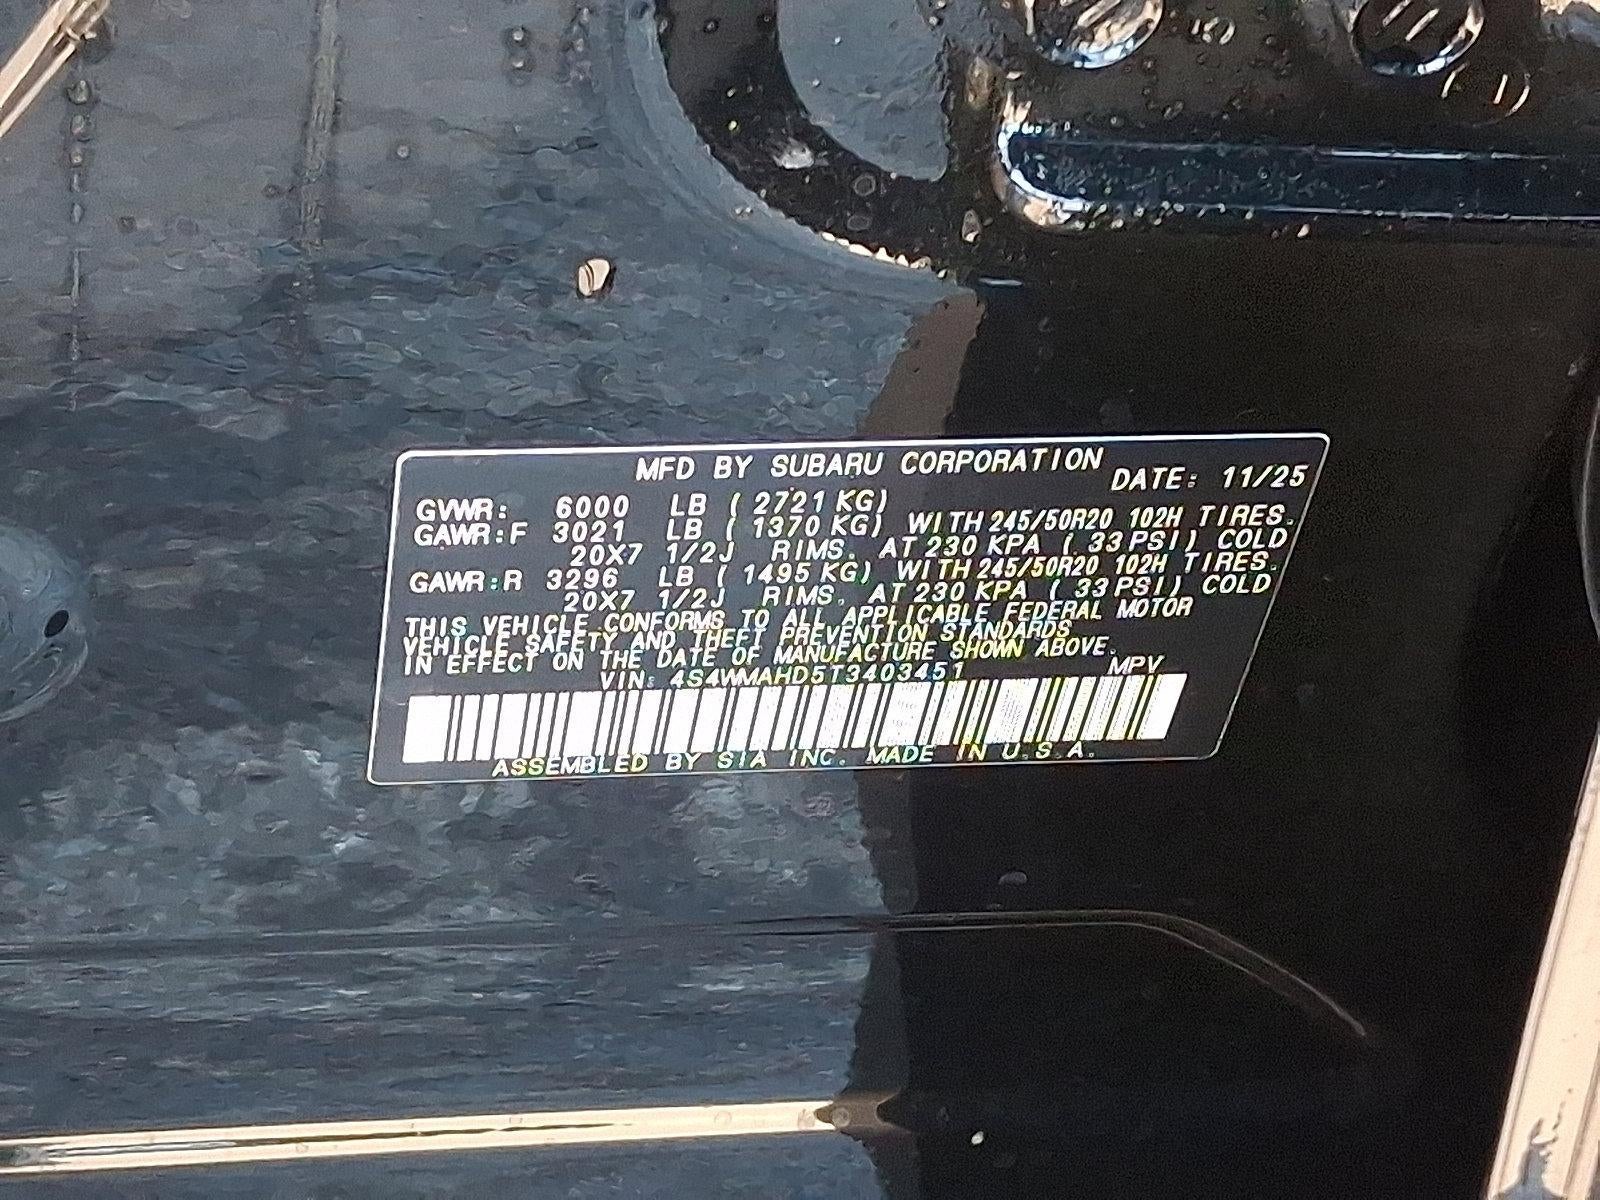 MFD BY SUBARU CORPORATION
DATE: 11/25
GVWR: 6000 LB ( 2721 KG)
GAWR:F 3021 LB ( 1370 KG) WITH 245/50R20 102H TIRES.
20X7 1/2J RIMS. AT 230 KPA ( 33 PSI) COLD
GAWR:R 3296 LB ( 1495 KG) WITH 245/50R20 102H TIRES.
20X7 1/2J RIMS. AT 230 KPA ( 33 PSI) COLD
THIS VEHICLE CONFORMS TO ALL APPLICABLE FEDERAL MOTOR
VEHICLE SAFETY AND THEFT PREVENTION STANDARDS
IN EFFECT ON THE DATE OF MANUFACTURE SHOWN ABOVE.
VIN: 4S4WMAHD5T3403451 MPV
ASSEMBLED BY SIA INC. MADE IN U.S.A.